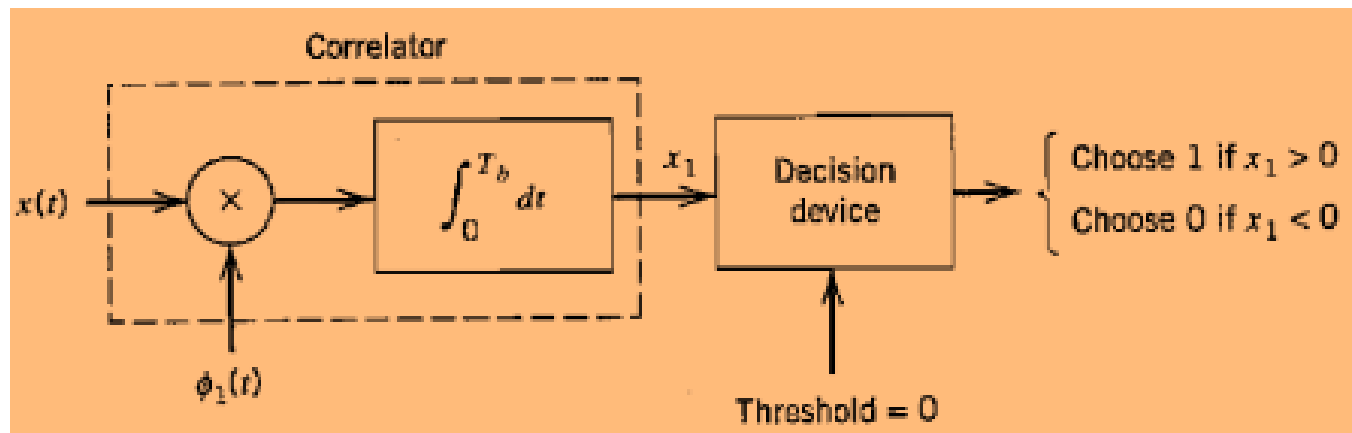 Correlator
x(t)
×
∫₀^{T_b} dt
x₁
Decision
device
Choose 1 if x₁ > 0
Choose 0 if x₁ < 0
ϕ₁(t)
Threshold = 0